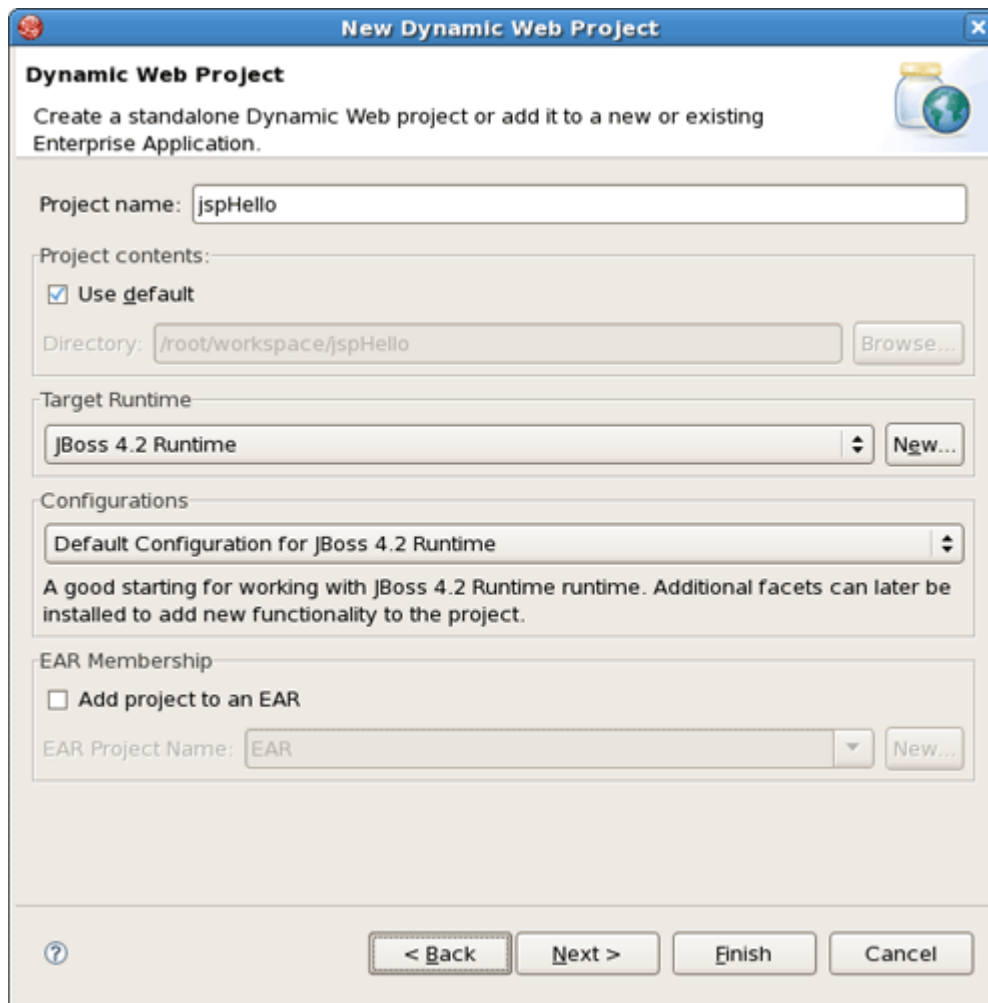 New Dynamic Web Project
Dynamic Web Project
Create a standalone Dynamic Web project or add it to a new or existing
Enterprise Application.
Project name: jspHello
Project contents:
Use default
Directory: /root/workspace/jspHello Browse...
Target Runtime
JBoss 4.2 Runtime New...
Configurations
Default Configuration for JBoss 4.2 Runtime
A good starting for working with JBoss 4.2 Runtime runtime. Additional facets can later be
installed to add new functionality to the project.
EAR Membership
Add project to an EAR
EAR Project Name: EAR New...
? < Back Next > Finish Cancel